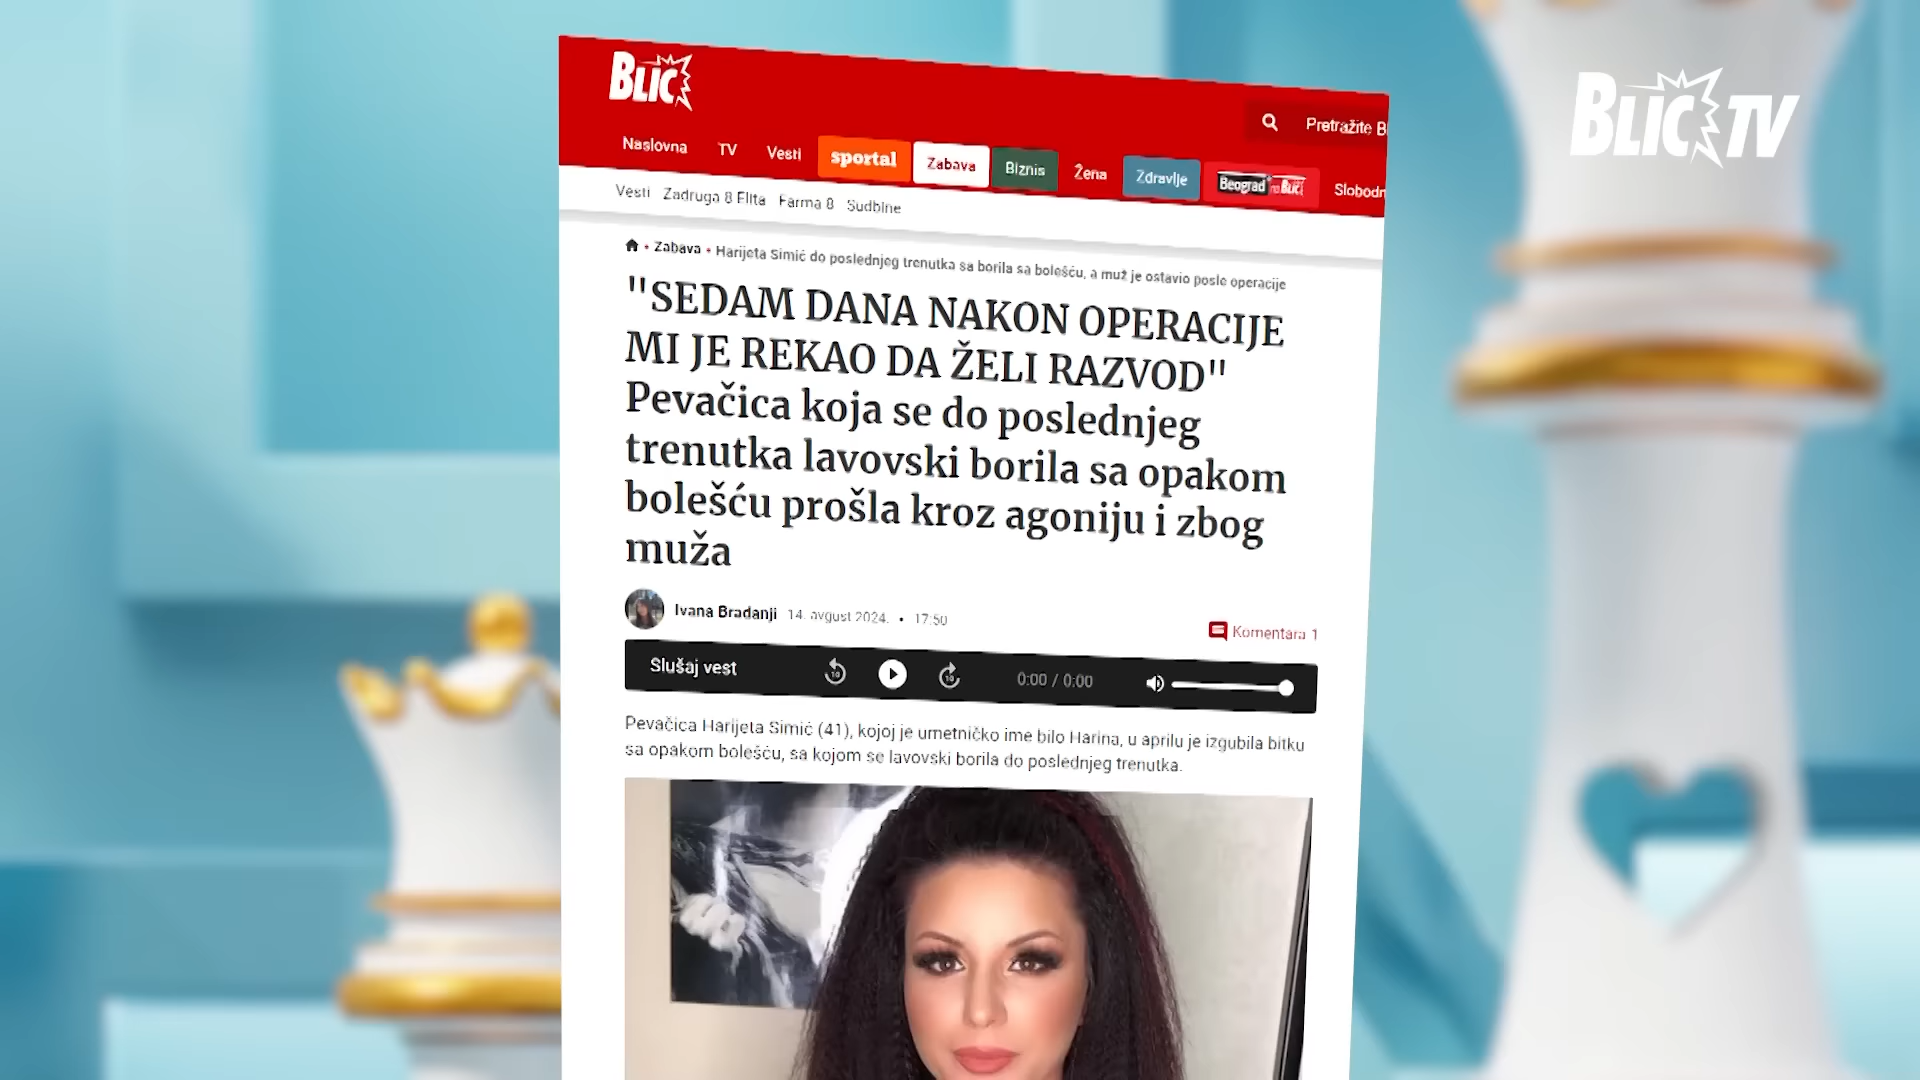 BLIC
BLIC TV
Pretražite Bl
Naslovna TV Vesti sportal Zabava Biznis Žena Zdravlje Beograd Blic Slobodn
Vesti Zadruga 8 Elita Farma 8 Sudbine
• Zabava • Harijeta Simić do poslednjeg trenutka sa borila sa bolešću, a muž je ostavio posle operacije
"SEDAM DANA NAKON OPERACIJE
MI JE REKAO DA ŽELI RAZVOD"
Pevačica koja se do poslednjeg
trenutka lavovski borila sa opakom
bolešću prošla kroz agoniju i zbog
muža
Ivana Bradanji 14. avgust 2024. • 17:50
Komentara 1
Slušaj vest 10 10 0:00 / 0:00
Pevačica Harijeta Simić (41), kojoj je umetničko ime bilo Harina, u aprilu je izgubila bitku
sa opakom bolešću, sa kojom se lavovski borila do poslednjeg trenutka.